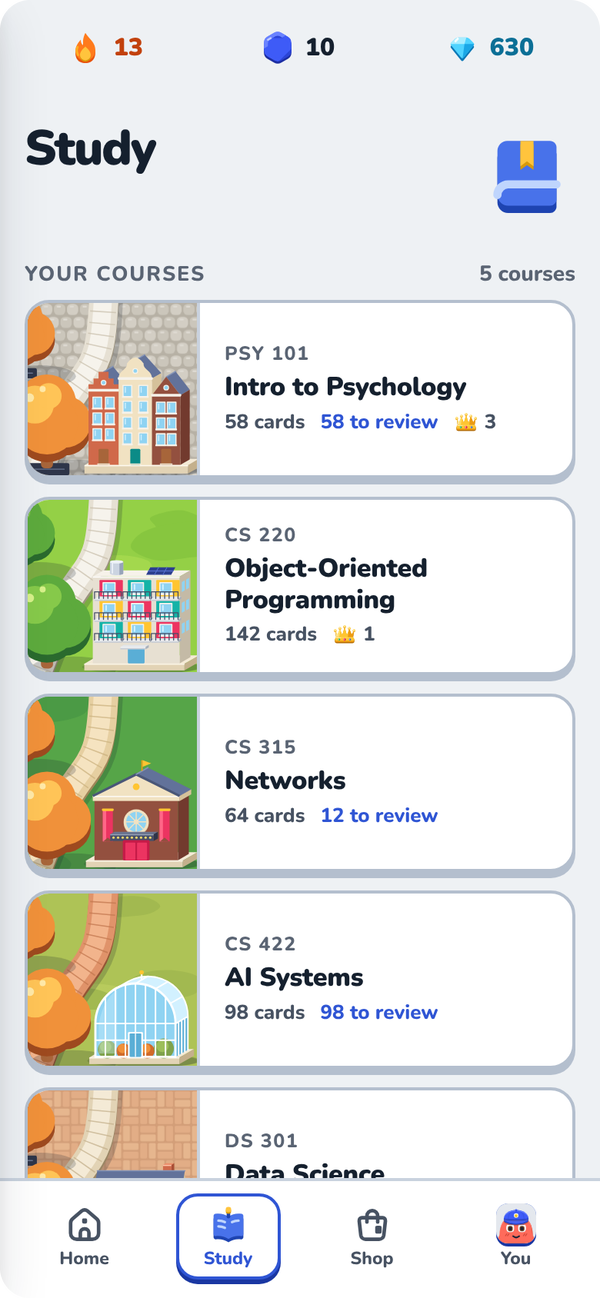 13 10 630
Study
YOUR COURSES 5 courses
PSY 101
Intro to Psychology
58 cards 58 to review 3
CS 220
Object-Oriented
Programming
142 cards 1
CS 315
Networks
64 cards 12 to review
CS 422
AI Systems
98 cards 98 to review
DS 301
Data Science
Home Study Shop You